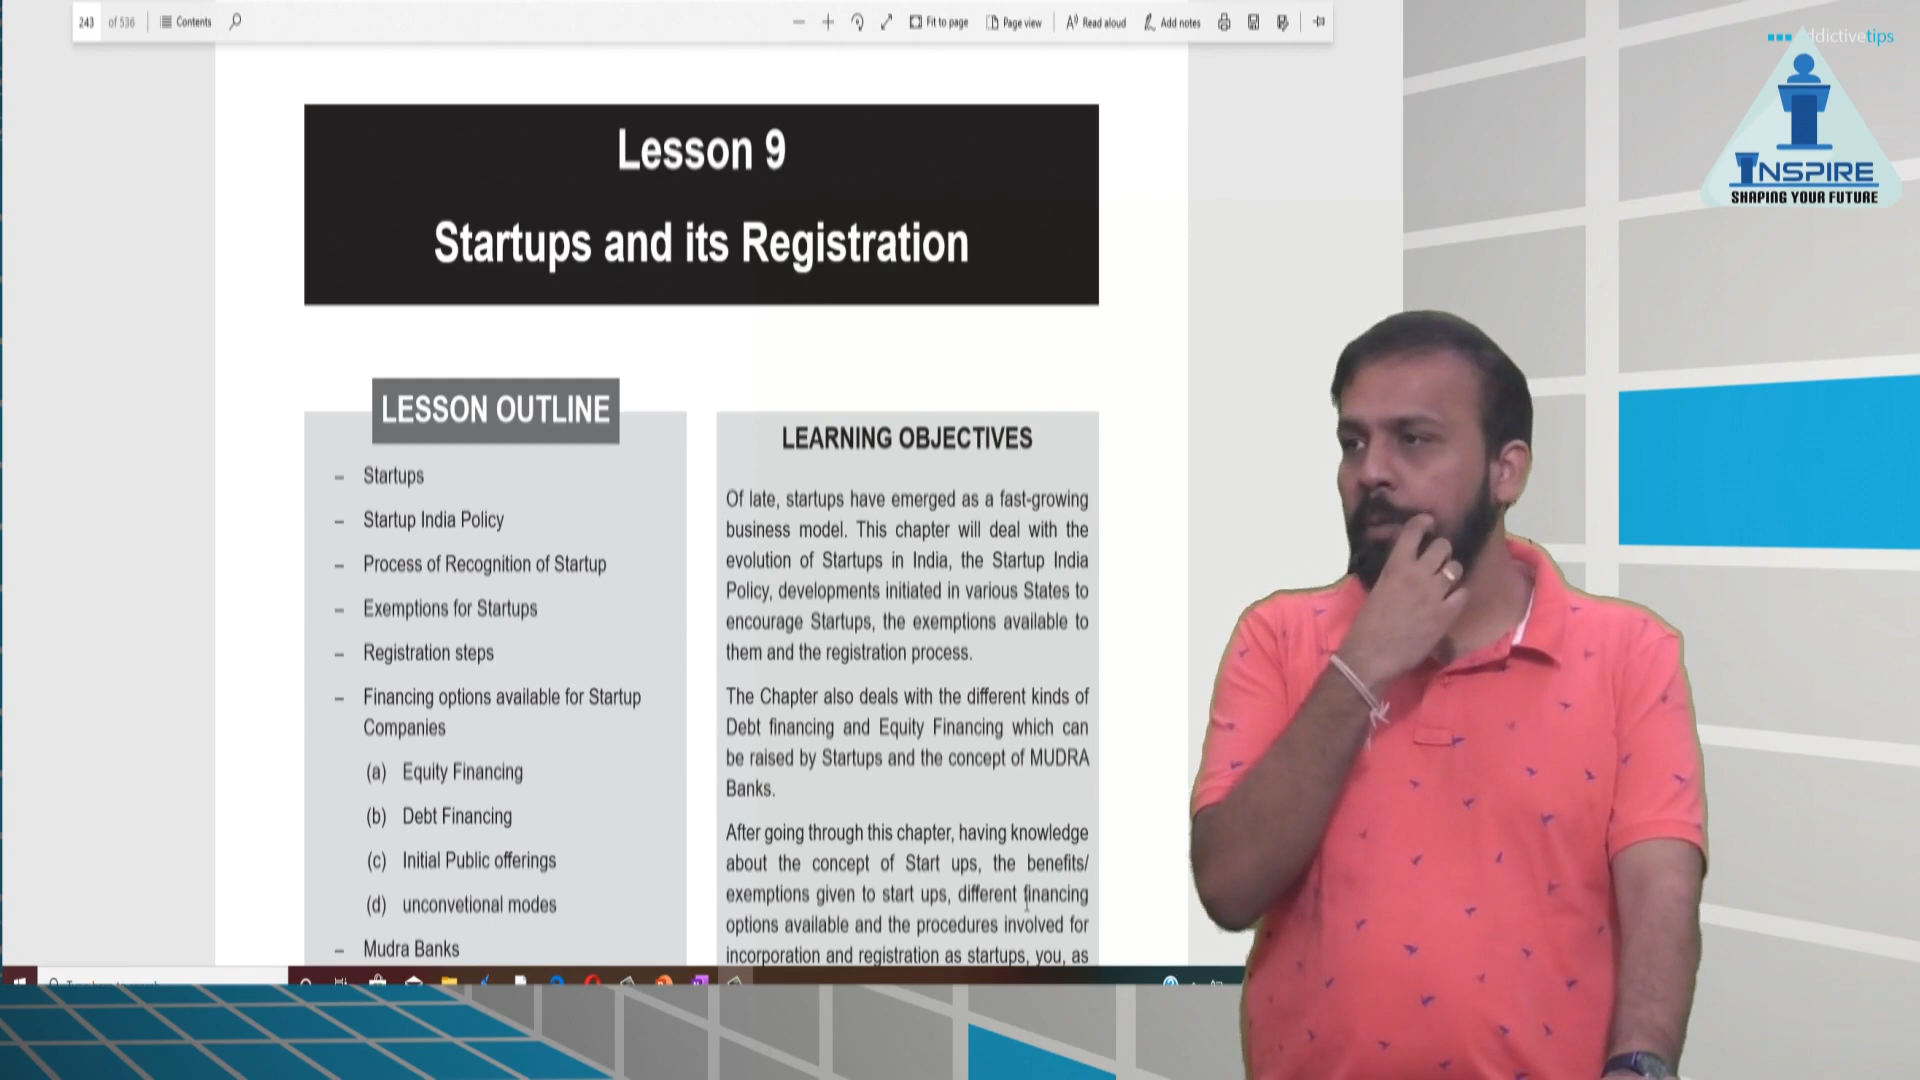 243 of 536 Contents Fit to page Page view Read aloud Add notes
ddictivetips
INSPIRE
SHAPING YOUR FUTURE
Lesson 9
Startups and its Registration
LESSON OUTLINE
– Startups
– Startup India Policy
– Process of Recognition of Startup
– Exemptions for Startups
– Registration steps
– Financing options available for Startup
Companies
(a) Equity Financing
(b) Debt Financing
(c) Initial Public offerings
(d) unconvetional modes
– Mudra Banks
LEARNING OBJECTIVES
Of late, startups have emerged as a fast-growing
business model. This chapter will deal with the
evolution of Startups in India, the Startup India
Policy, developments initiated in various States to
encourage Startups, the exemptions available to
them and the registration process.
The Chapter also deals with the different kinds of
Debt financing and Equity Financing which can
be raised by Startups and the concept of MUDRA
Banks.
After going through this chapter, having knowledge
about the concept of Start ups, the benefits/
exemptions given to start ups, different financing
options available and the procedures involved for
incorporation and registration as startups, you, as